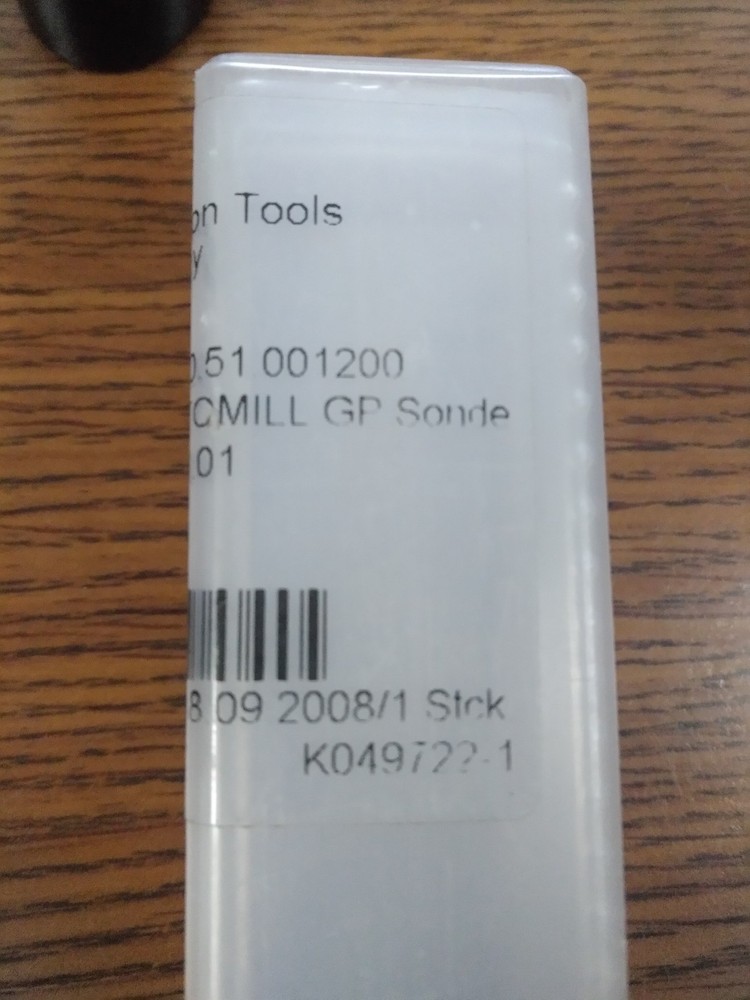 on Tools
y
.51 001200
CMILL GP Sonde
01
8.09 2008/1 Stck
K049722-1